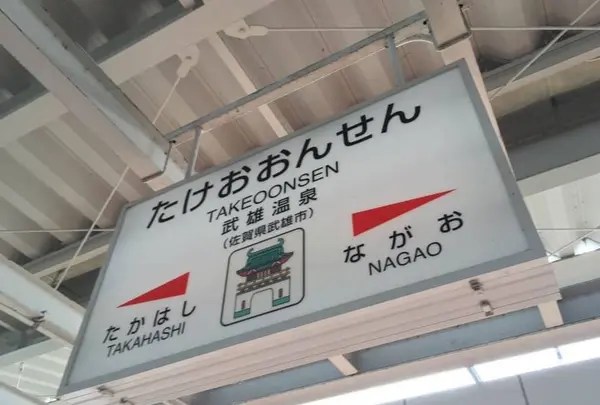 たけおおんせん
TAKEOONSEN
武雄温泉
(佐賀県武雄市)
ながお
NAGAO
たかはし
TAKAHASHI